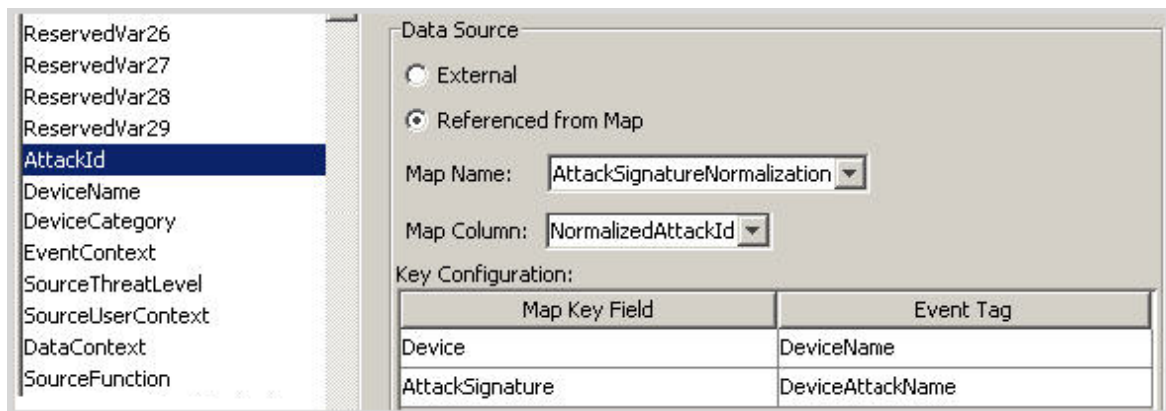 ReservedVar26
ReservedVar27
ReservedVar28
ReservedVar29
AttackId
DeviceName
DeviceCategory
EventContext
SourceThreatLevel
SourceUserContext
DataContext
SourceFunction
Data Source
External
Referenced from Map
Map Name: AttackSignatureNormalization
Map Column: NormalizedAttackId
Key Configuration:
Map Key Field Event Tag
Device DeviceName
AttackSignature DeviceAttackName